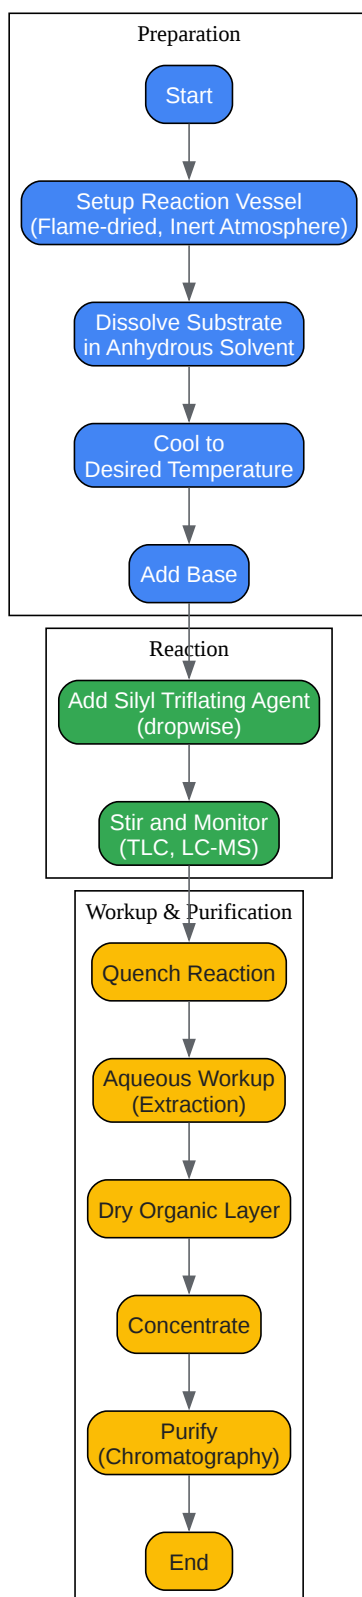 Preparation
Start
Setup Reaction Vessel
(Flame-dried, Inert Atmosphere)
Dissolve Substrate
in Anhydrous Solvent
Cool to
Desired Temperature
Add Base
Reaction
Add Silyl Triflating Agent
(dropwise)
Stir and Monitor
(TLC, LC-MS)
Workup & Purification
Quench Reaction
Aqueous Workup
(Extraction)
Dry Organic Layer
Concentrate
Purify
(Chromatography)
End